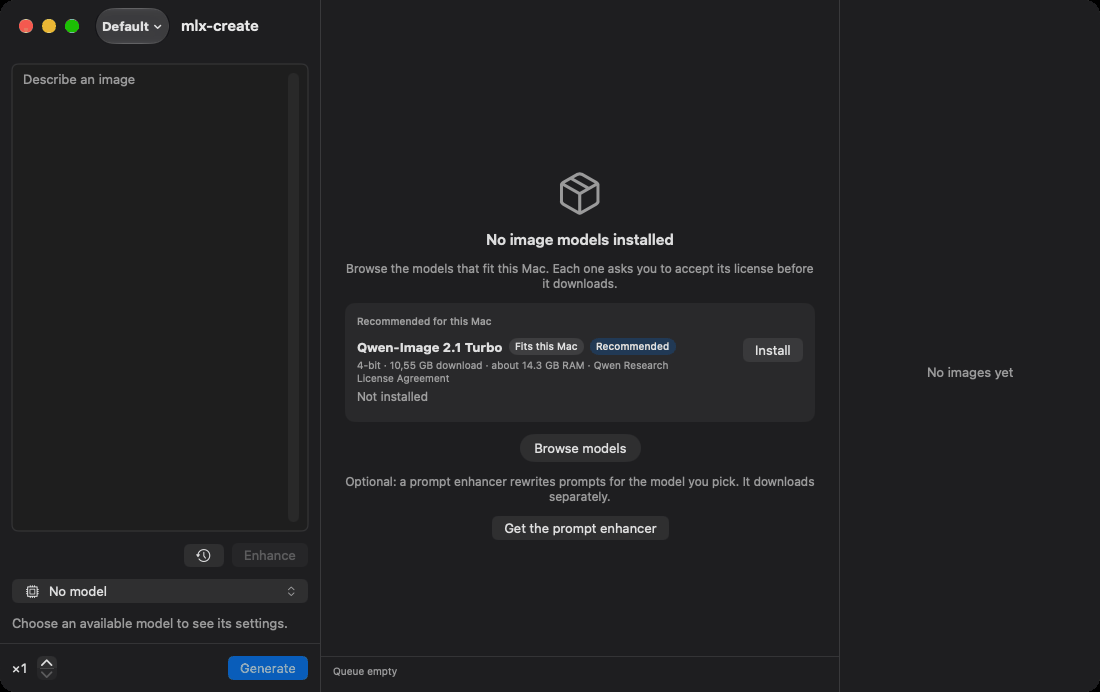 Default
mlx-create
Describe an image
Enhance
No model
Choose an available model to see its settings.
×1
Generate
No image models installed
Browse the models that fit this Mac. Each one asks you to accept its license before
it downloads.
Recommended for this Mac
Qwen-Image 2.1 Turbo Fits this Mac Recommended
4-bit · 10,55 GB download · about 14.3 GB RAM · Qwen Research
License Agreement
Not installed
Install
Browse models
Optional: a prompt enhancer rewrites prompts for the model you pick. It downloads
separately.
Get the prompt enhancer
Queue empty
No images yet